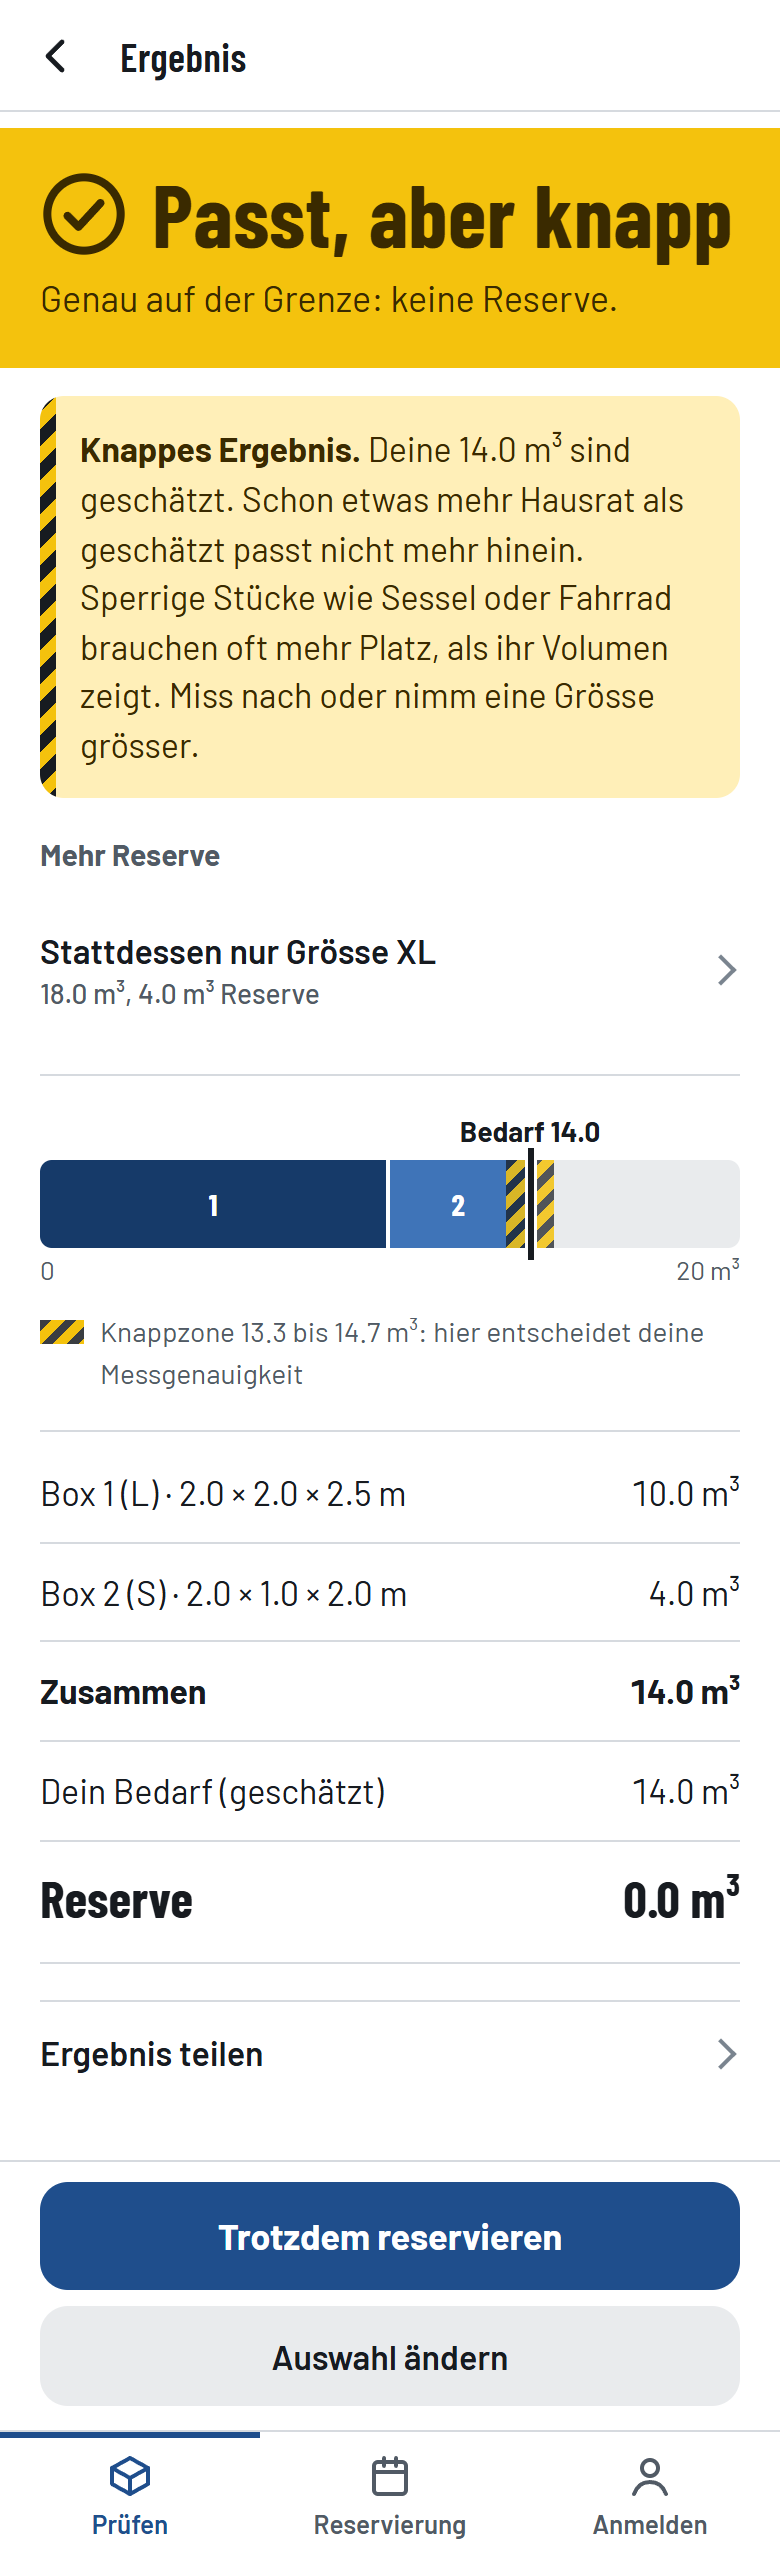 Ergebnis
Passt, aber knapp
Genau auf der Grenze: keine Reserve.
Knappes Ergebnis. Deine 14.0 m³ sind
geschätzt. Schon etwas mehr Hausrat als
geschätzt passt nicht mehr hinein.
Sperrige Stücke wie Sessel oder Fahrrad
brauchen oft mehr Platz, als ihr Volumen
zeigt. Miss nach oder nimm eine Grösse
grösser.
Mehr Reserve
Stattdessen nur Grösse XL
18.0 m³, 4.0 m³ Reserve
Bedarf 14.0
1 2
0 20 m³
Knappzone 13.3 bis 14.7 m³: hier entscheidet deine
Messgenauigkeit
Box 1 (L) · 2.0 × 2.0 × 2.5 m 10.0 m³
Box 2 (S) · 2.0 × 1.0 × 2.0 m 4.0 m³
Zusammen 14.0 m³
Dein Bedarf (geschätzt) 14.0 m³
Reserve 0.0 m³
Ergebnis teilen
Trotzdem reservieren
Auswahl ändern
Prüfen Reservierung Anmelden